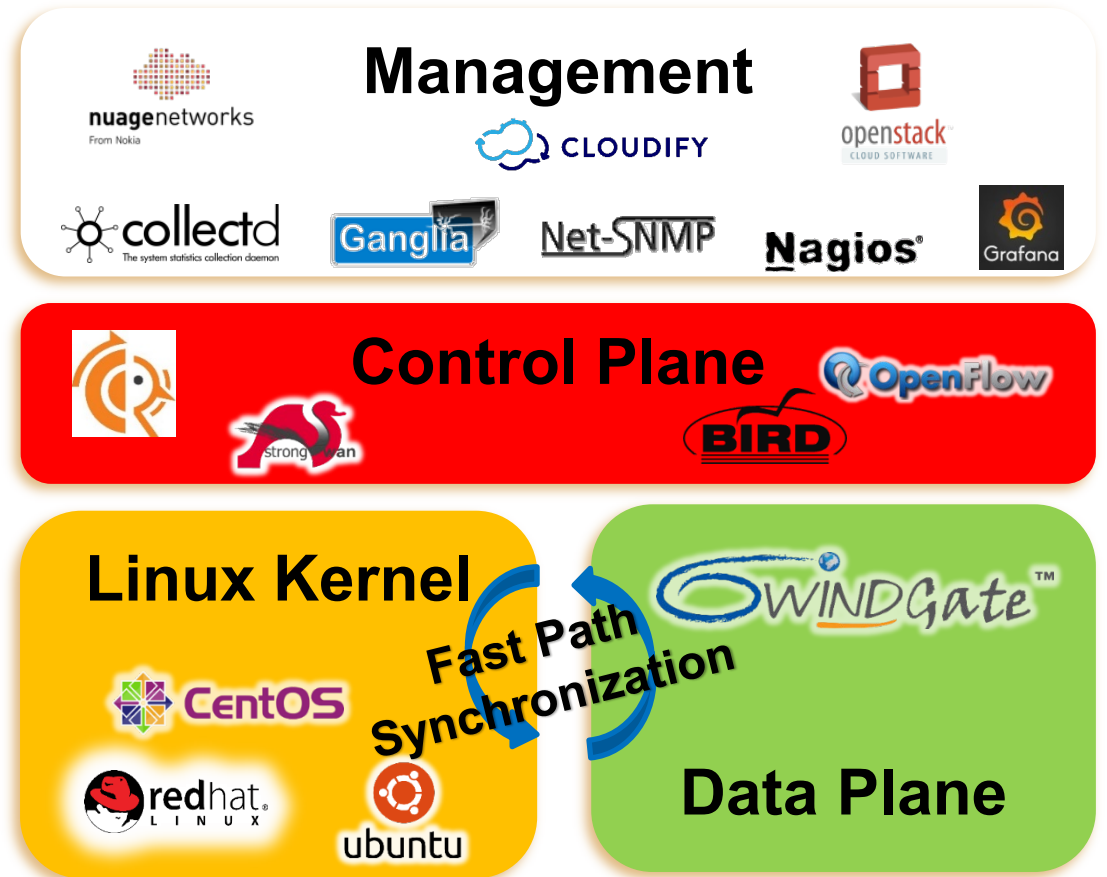 Management
nuagenetworks
From Nokia
CLOUDIFY
openstack™
CLOUD SOFTWARE
collectd
The system statistics collection daemon
Ganglia
Net-SNMP
Nagios®
Grafana
Control Plane
OpenFlow
strongSwan
BIRD
Linux Kernel
6WINDGate™
Fast Path
Synchronization
CentOS
redhat.
LINUX
ubuntu
Data Plane